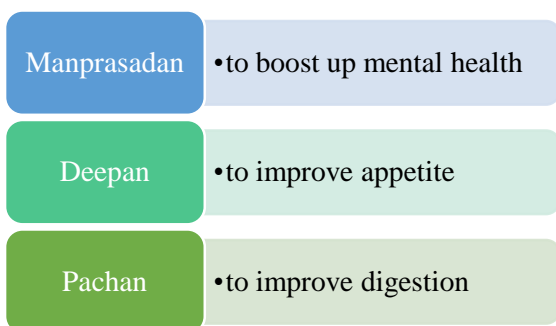 Manprasadan •to boost up mental health
Deepan •to improve appetite
Pachan •to improve digestion